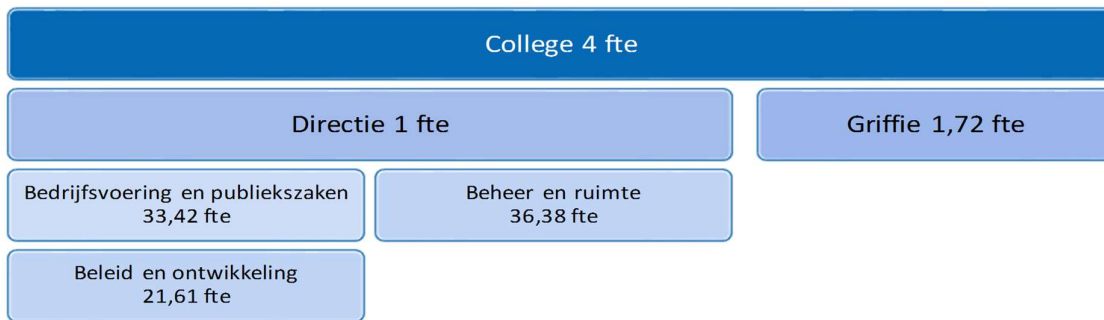 College 4 fte
Directie 1 fte
Griffie 1,72 fte
Bedrijfsvoering en publiekszaken
33,42 fte
Beheer en ruimte
36,38 fte
Beleid en ontwikkeling
21,61 fte